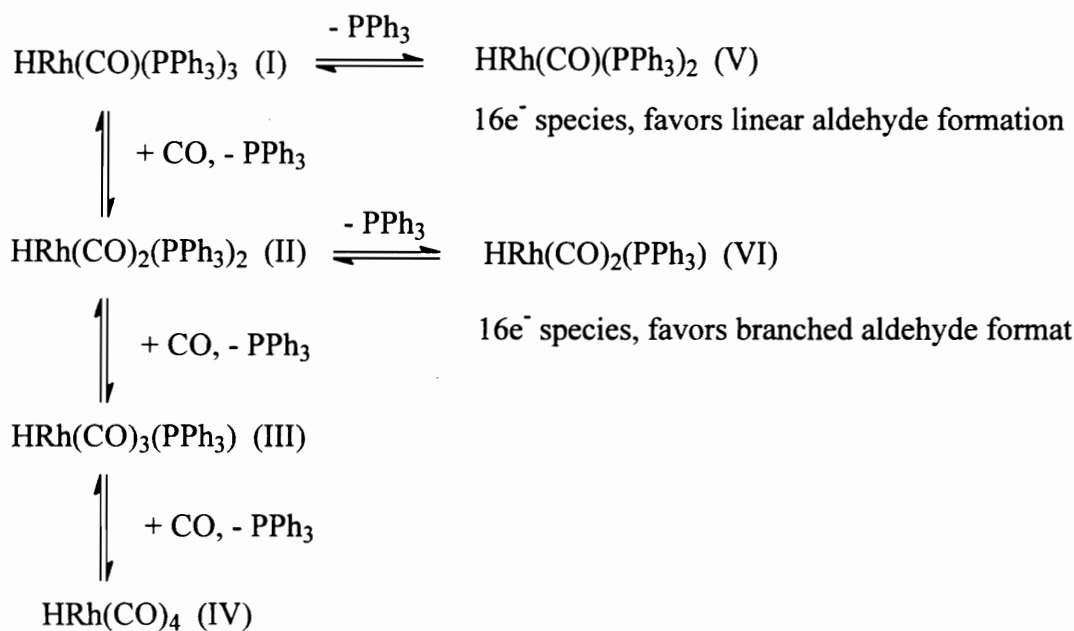 - PPh₃
HRh(CO)(PPh₃)₃ (I) HRh(CO)(PPh₃)₂ (V)
16e⁻ species, favors linear aldehyde formation
+ CO, - PPh₃
- PPh₃
HRh(CO)₂(PPh₃)₂ (II) HRh(CO)₂(PPh₃) (VI)
16e⁻ species, favors branched aldehyde format
+ CO, - PPh₃
HRh(CO)₃(PPh₃) (III)
+ CO, - PPh₃
HRh(CO)₄ (IV)